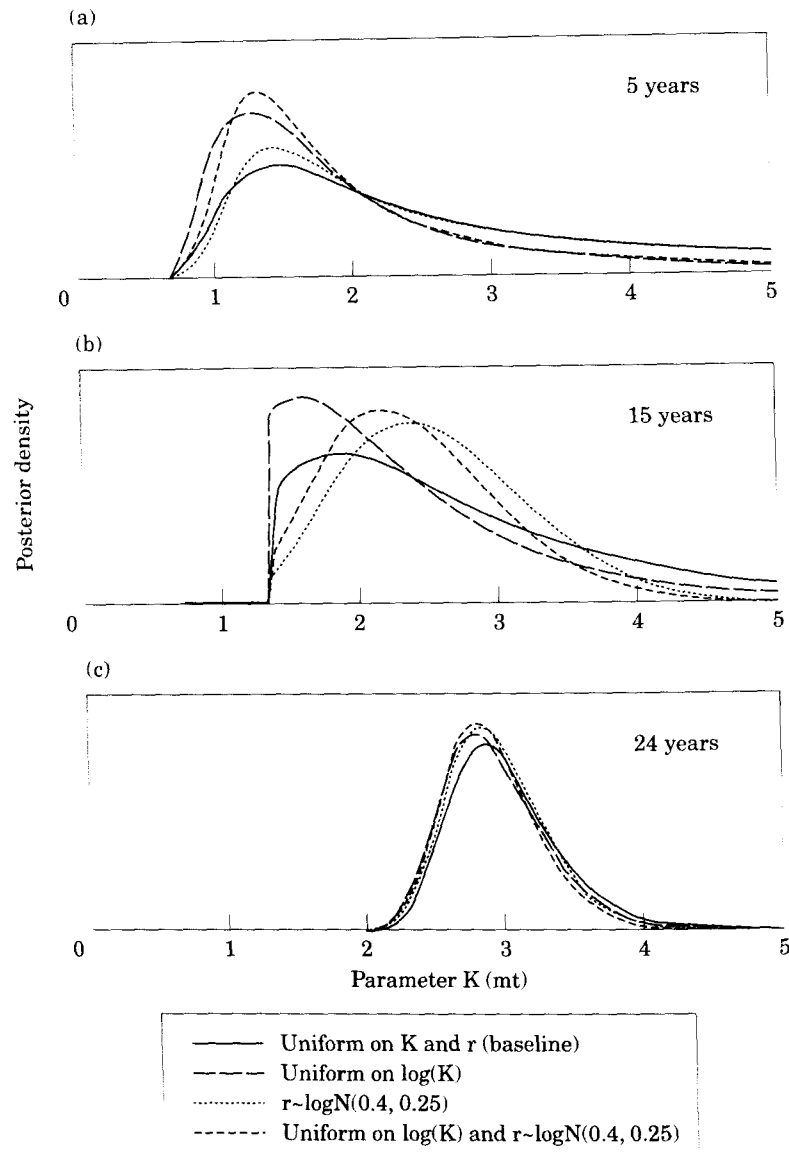 (a)
5 years
0 1 2 3 4 5
(b)
15 years
0 1 2 3 4 5
Posterior density
(c)
24 years
0 1 2 3 4 5
Parameter K (mt)
Uniform on K and r (baseline)
Uniform on log(K)
r~logN(0.4, 0.25)
Uniform on log(K) and r~logN(0.4, 0.25)